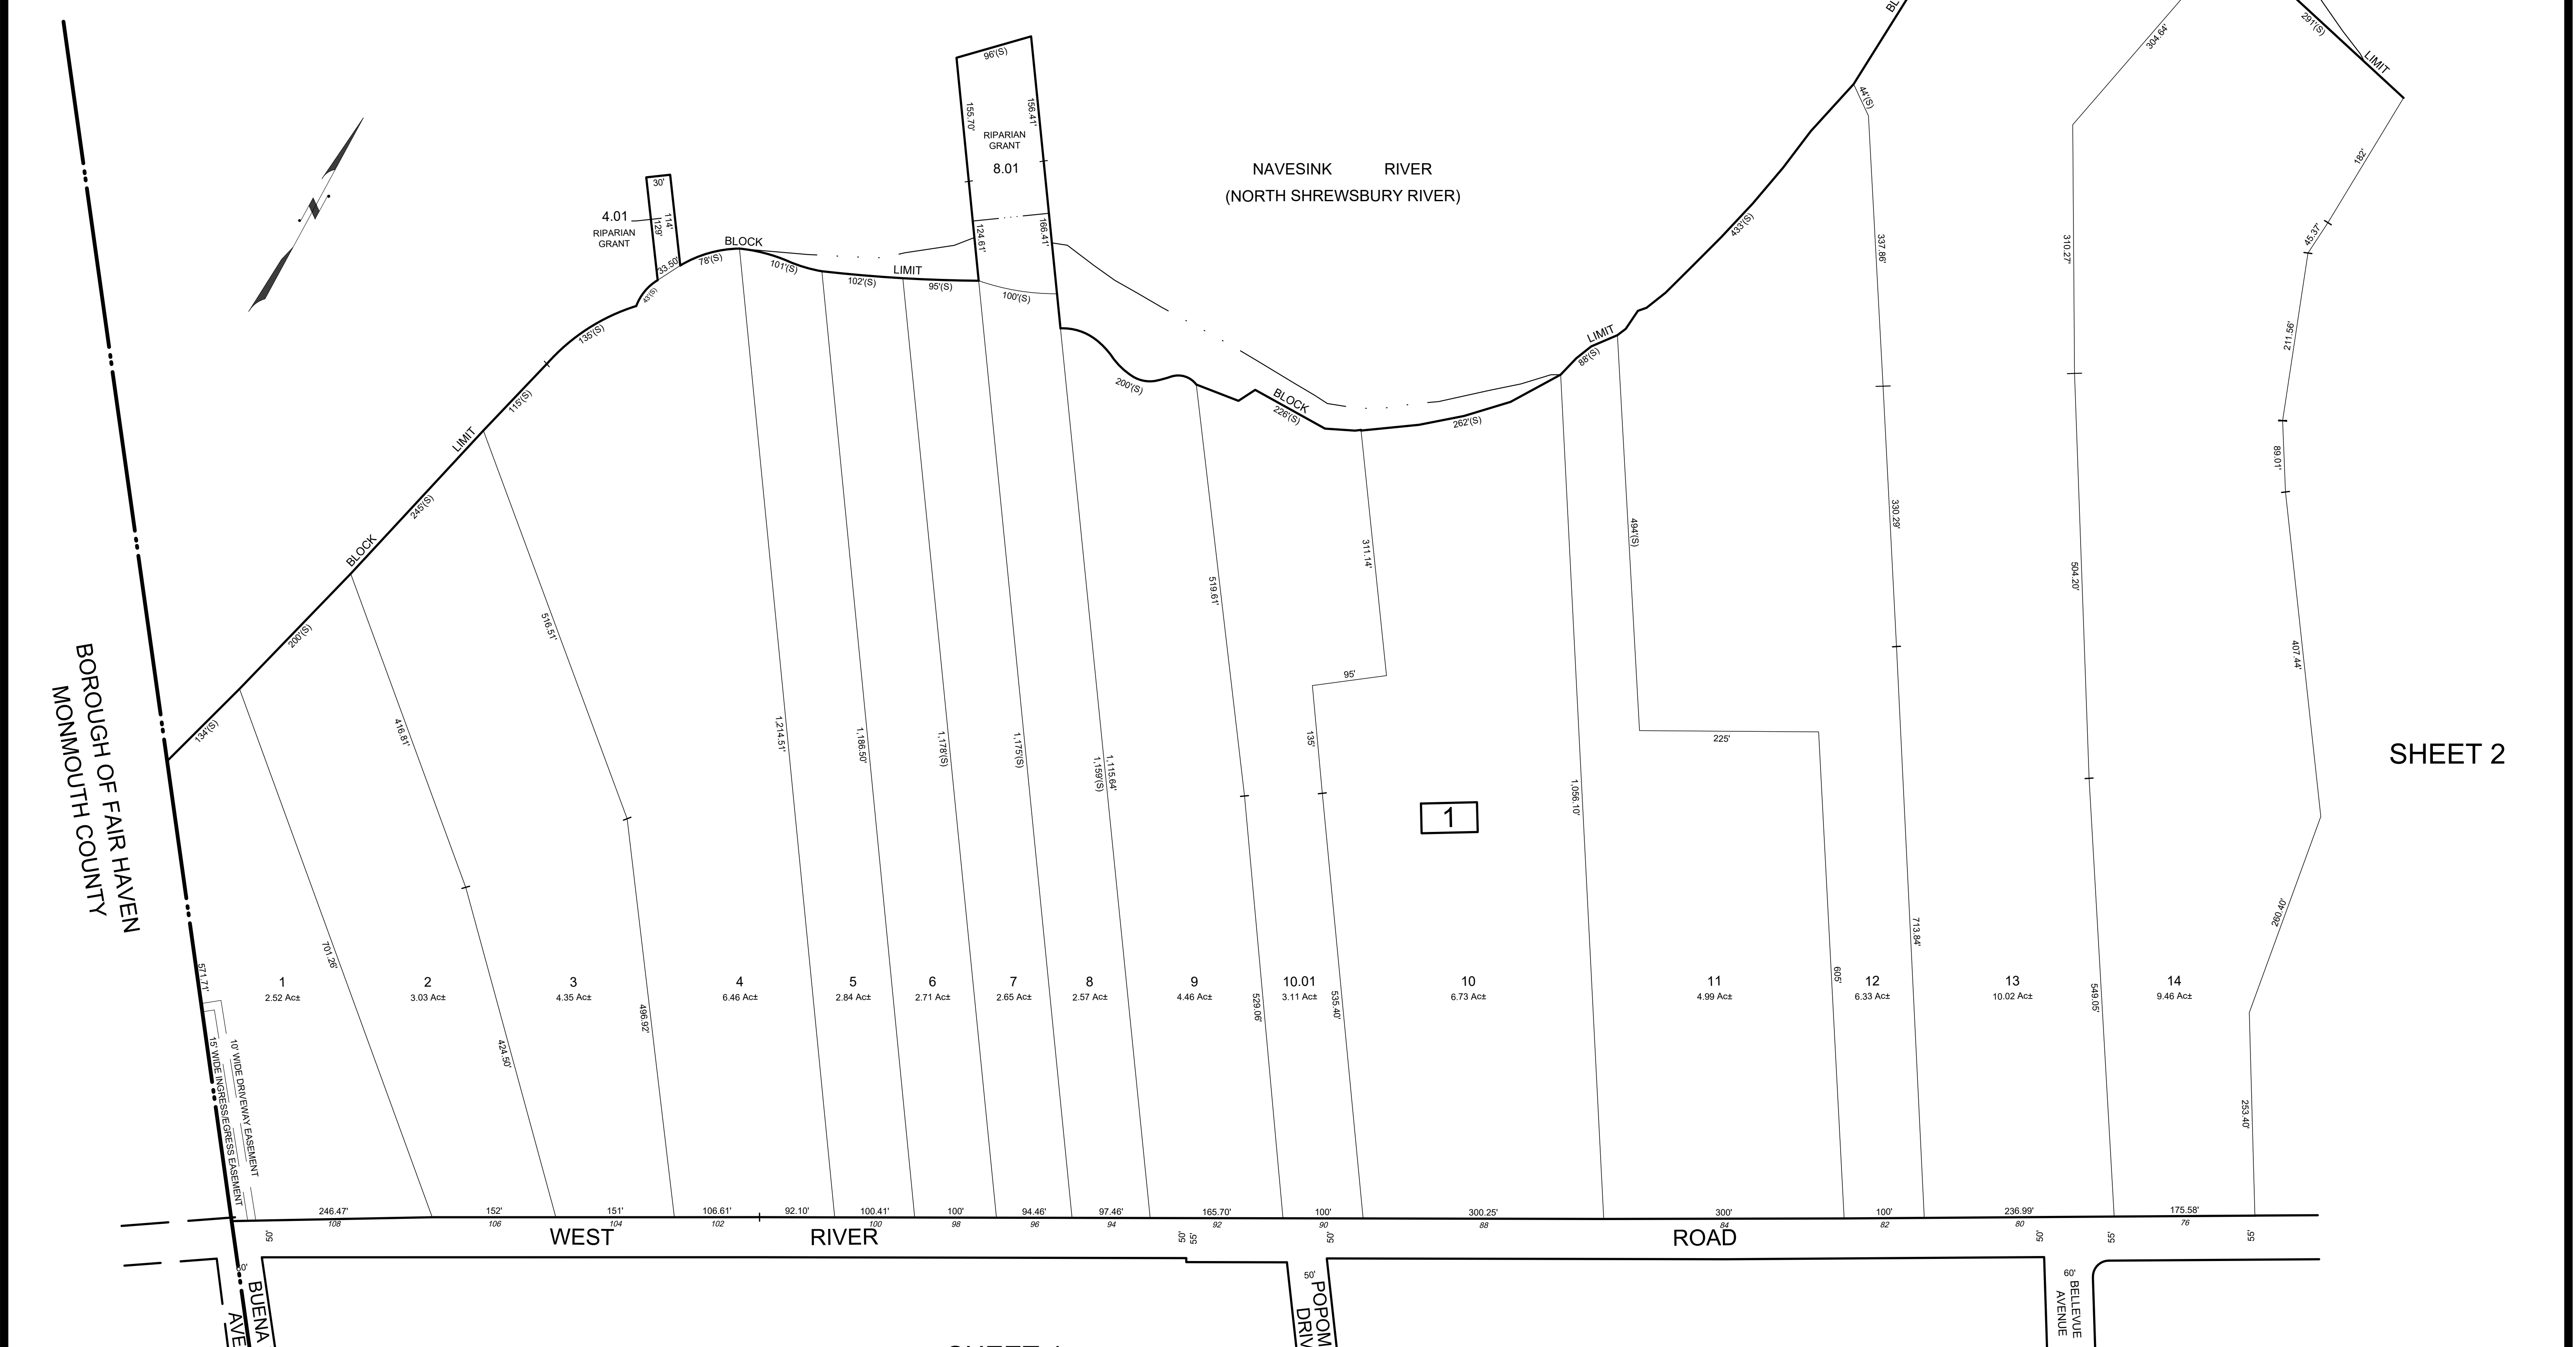 291'(S)
LIMIT
304.64'
96'(S)
155.70'
156.41'
RIPARIAN
GRANT
8.01
NAVESINK RIVER
(NORTH SHREWSBURY RIVER)
44'(S)
182'
30'
4.01
RIPARIAN
GRANT
129'
114'
33.50'
43'(S)
78'(S)
BLOCK
101'(S)
102'(S)
LIMIT
95'(S)
124.61'
166.41'
100'(S)
433'(S)
337.86'
310.27'
45.37'
211.56'
135'(S)
115'(S)
LIMIT
245'(S)
BLOCK
200'(S)
134'(S)
200'(S)
BLOCK
226'(S)
262'(S)
LIMIT
88'(S)
89.01'
494'(S)
330.29'
504.20'
311.14'
519.61'
516.51'
416.81'
407.44'
95'
135'
225'
1,214.51'
1,186.50'
1,178'(S)
1,175'(S)
1,159'(S)
1,115.64'
1,056.10'
1
SHEET 2
BOROUGH OF FAIR HAVEN
MONMOUTH COUNTY
701.26'
571.71'
424.50'
496.92'
529.06'
535.40'
605'
713.84'
549.05'
260.40'
253.40'
1
2.52 Ac±
2
3.03 Ac±
3
4.35 Ac±
4
6.46 Ac±
5
2.84 Ac±
6
2.71 Ac±
7
2.65 Ac±
8
2.57 Ac±
9
4.46 Ac±
10.01
3.11 Ac±
10
6.73 Ac±
11
4.99 Ac±
12
6.33 Ac±
13
10.02 Ac±
14
9.46 Ac±
15' WIDE INGRESS/EGRESS EASEMENT
10' WIDE DRIVEWAY EASEMENT
246.47' 152' 151' 106.61' 92.10' 100.41' 100' 94.46' 97.46' 165.70' 100' 300.25' 300' 100' 236.99' 175.58'
108 106 104 102 100 98 96 94 92 90 88 84 82 80 76
50' WEST RIVER 50' 55' 50' ROAD 50' 55' 55'
BUENA
AVE
50'
POPOM
DRIV
60'
BELLEVUE
AVENUE